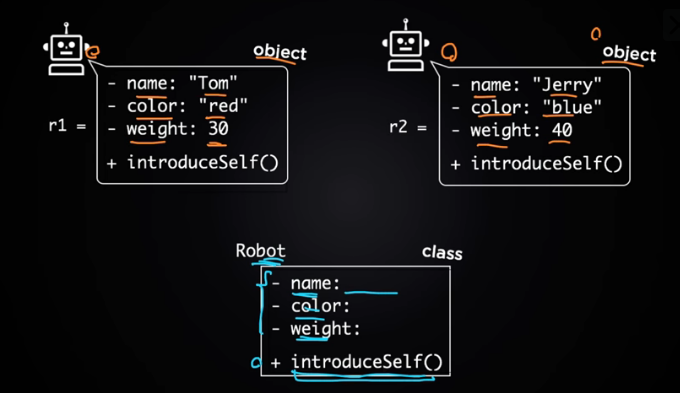 object
- name: "Tom"
- color: "red"
- weight: 30
+ introduceSelf()
r1 =
object
- name: "Jerry"
- color: "blue"
- weight: 40
+ introduceSelf()
r2 =
Robot
class
- name:
- color:
- weight:
+ introduceSelf()